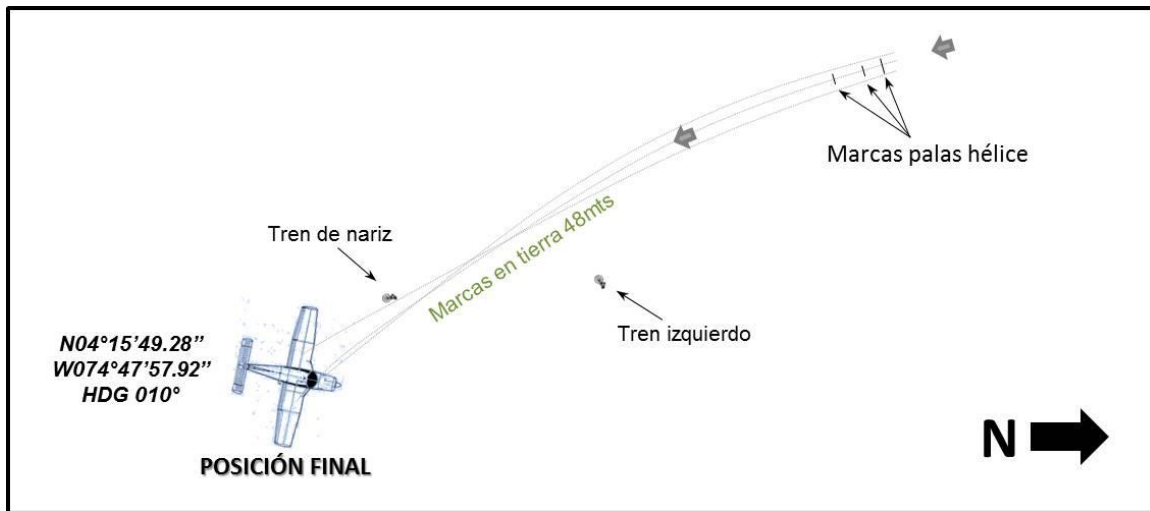 Marcas palas hélice
Tren de nariz
Marcas en tierra 48mts
Tren izquierdo
N04°15’49.28”
W074°47’57.92”
HDG 010°
POSICIÓN FINAL
N